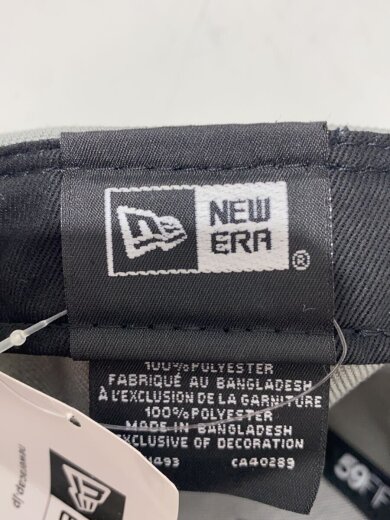 NEW
ERA
®
100% POLYESTER
FABRIQUÉ AU BANGLADESH
À L'EXCLUSION DE LA GARNITURE
100% POLYESTER
MADE IN BANGLADESH
EXCLUSIVE OF DECORATION
CA40289
59F